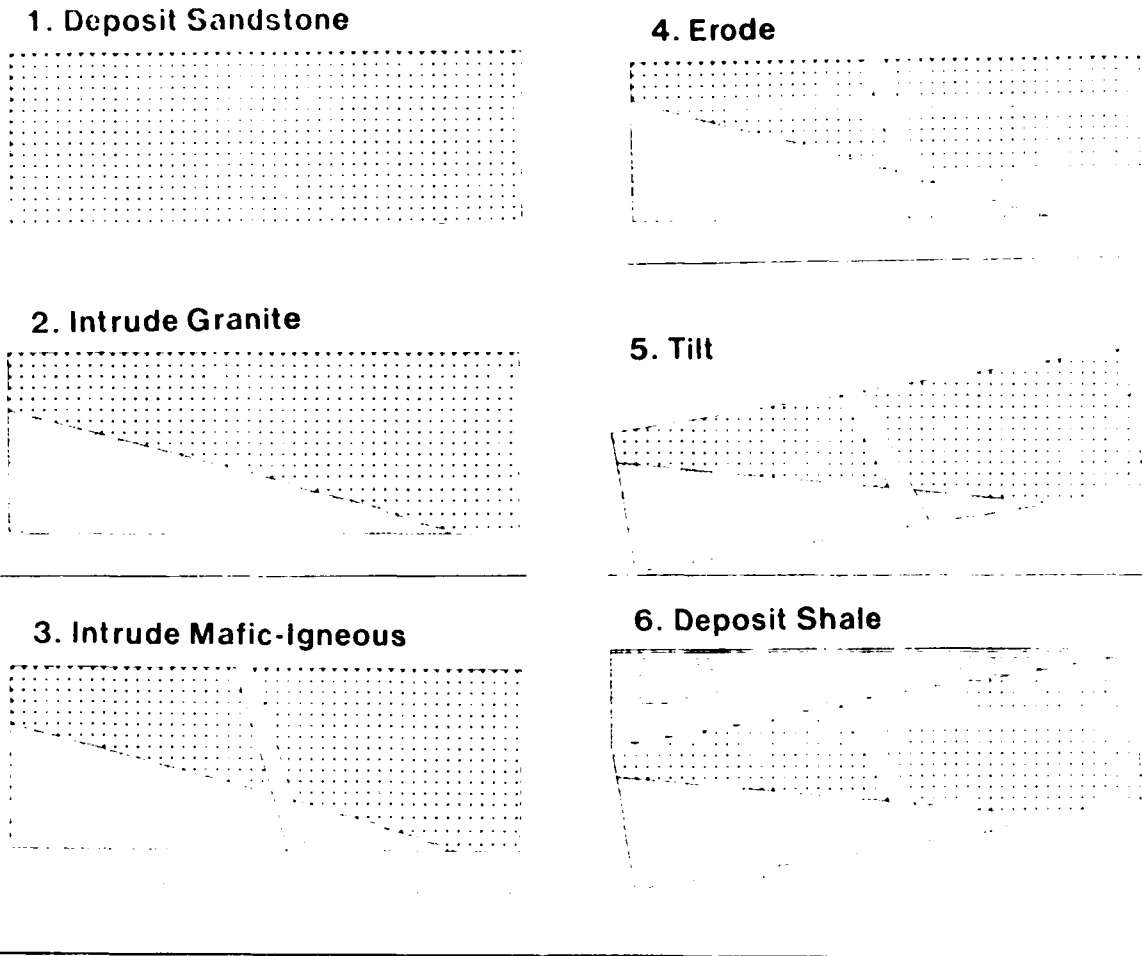 1. Deposit Sandstone
2. Intrude Granite
3. Intrude Mafic-Igneous
4. Erode
5. Tilt
6. Deposit Shale